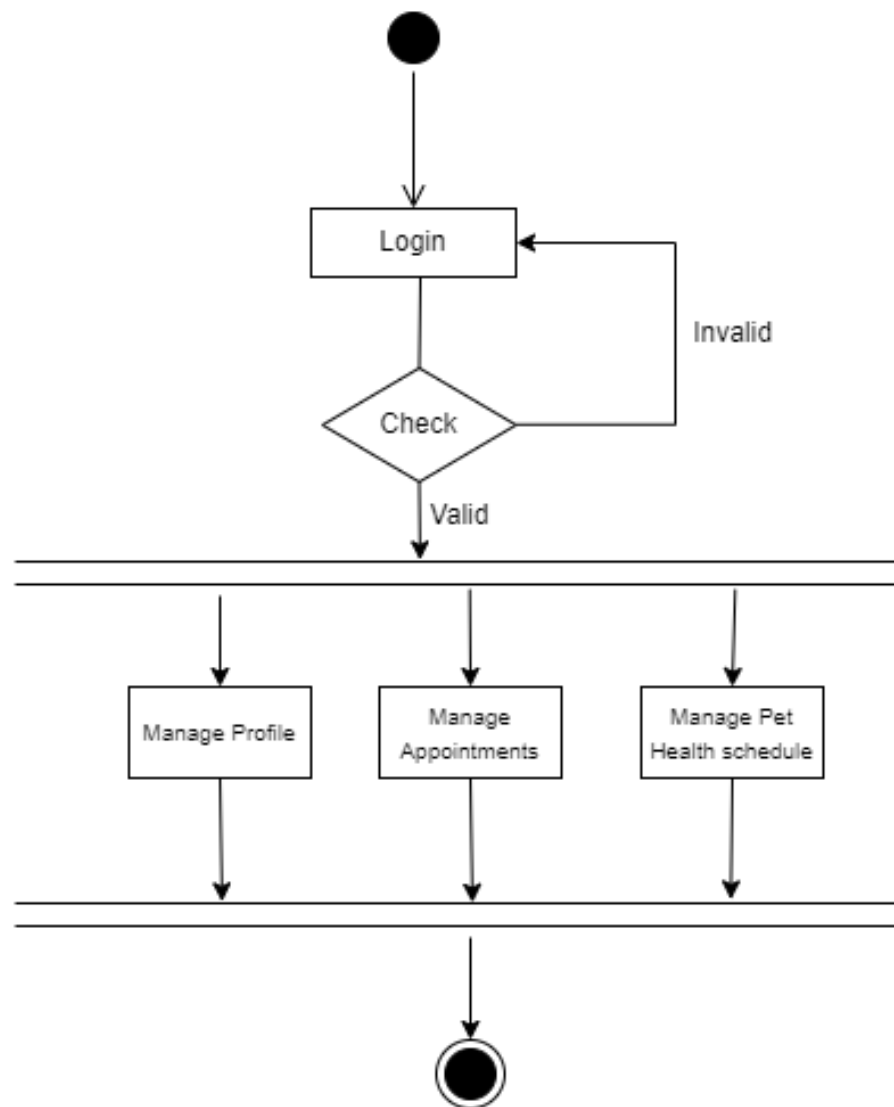 Login
Invalid
Check
Valid
Manage Profile
Manage
Appointments
Manage Pet
Health schedule